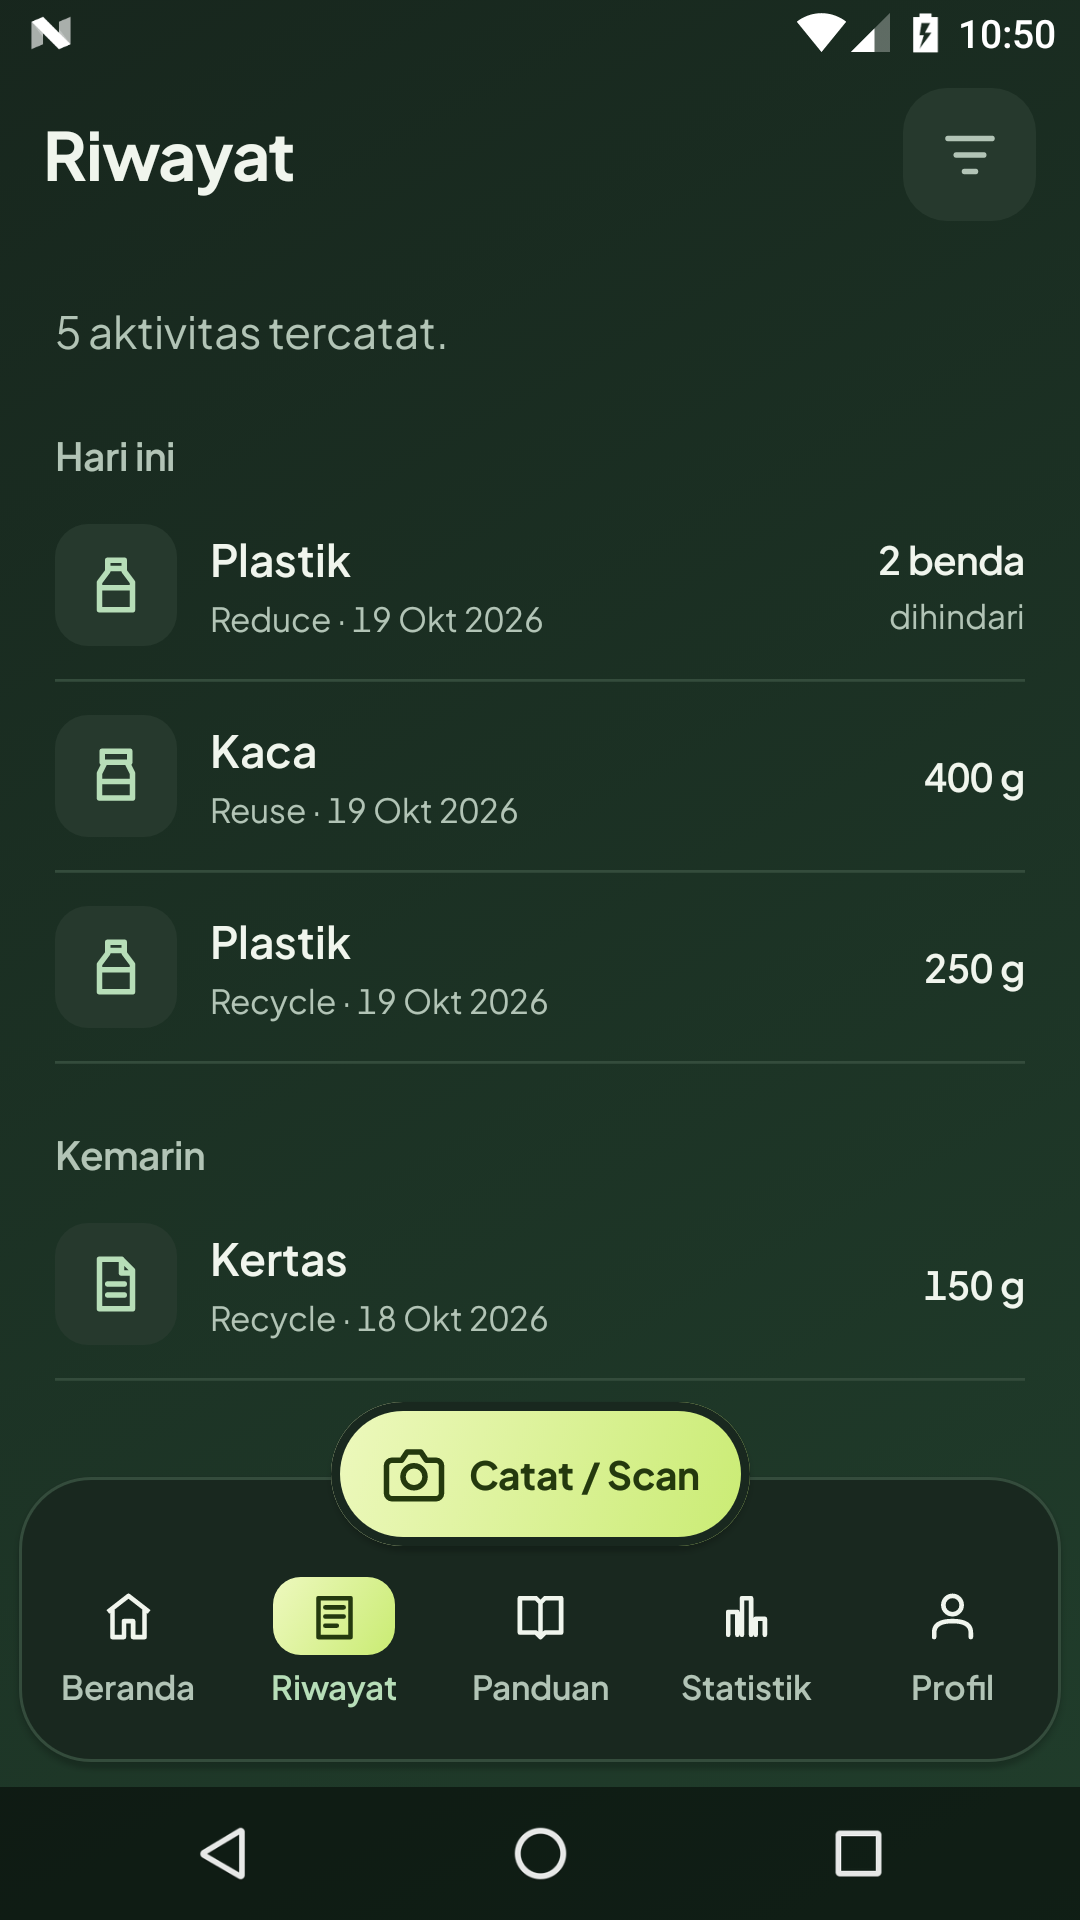 10:50
Riwayat
5 aktivitas tercatat.
Hari ini
Plastik
2 benda
Reduce · 19 Okt 2026
dihindari
Kaca
400 g
Reuse · 19 Okt 2026
Plastik
250 g
Recycle · 19 Okt 2026
Kemarin
Kertas
150 g
Recycle · 18 Okt 2026
Catat / Scan
Beranda
Riwayat
Panduan
Statistik
Profil